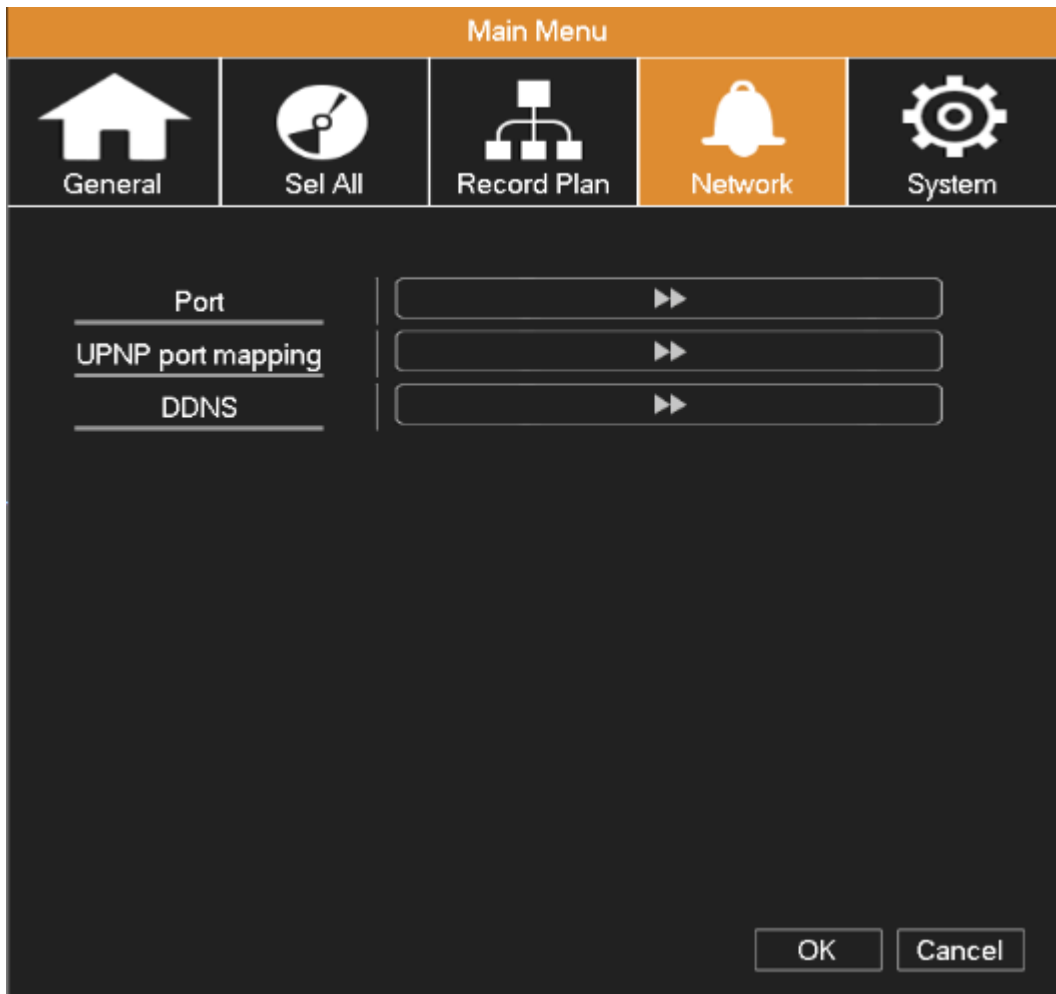 Main Menu
General
Sel All
Record Plan
Network
System
Port
UPNP port mapping
DDNS
OK
Cancel